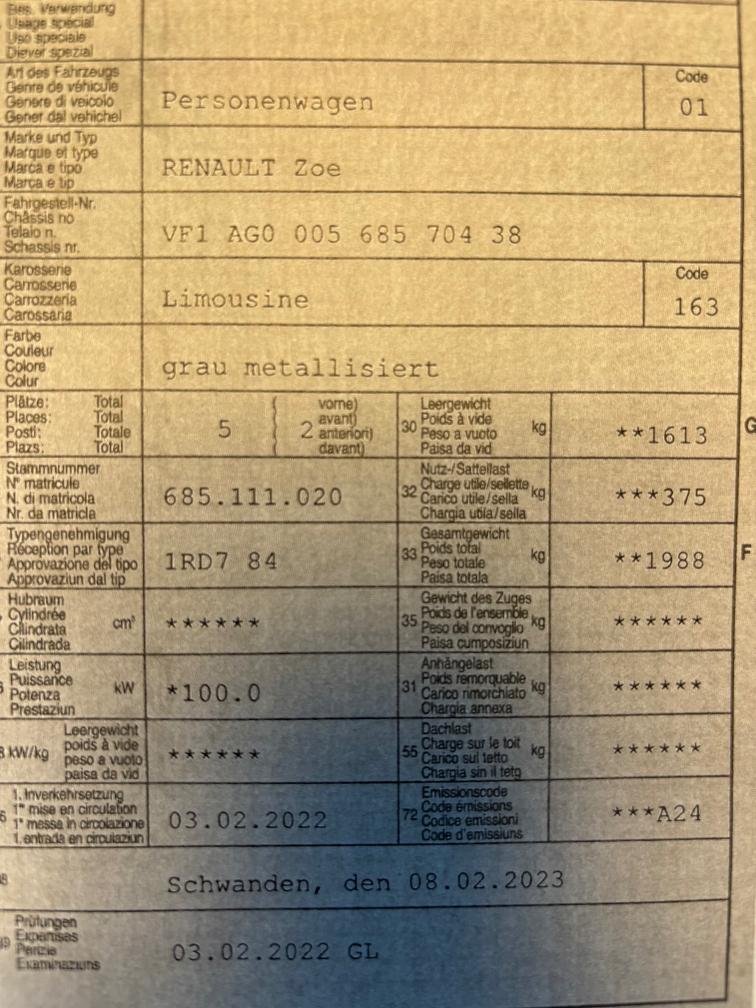 Bes. Verwendung
Usage spécial
Uso speciale
Diever spezial
Art des Fahrzeugs
Genre de véhicule
Genere di veicolo
Gener dal vehichel
Personenwagen
Code
01
Marke und Typ
Marque et type
Marca e tipo
Marca e tip
RENAULT Zoe
Fahrgestell-Nr.
Châssis no
Telaio n.
Schassis nr.
VF1 AG0 005 685 704 38
Karosserie
Carrosserie
Carrozzeria
Carossaria
Limousine
Code
163
Farbe
Couleur
Colore
Colur
grau metallisiert
Plätze: Total
Places: Total
Posti: Totale
Plazs: Total
5
2
vorne)
avant)
anteriori)
davant)
30
Leergewicht
Poids à vide
Peso a vuoto
Paisa da vid
kg
**1613
G
Stammnummer
N° matricule
N. di matricola
Nr. da matricla
685.111.020
32
Nutz-/Sattellast
Charge utile/sellette
Carico utile/sella
Chargia utila/sella
kg
***375
Typengenehmigung
Réception par type
Approvazione del tipo
Approvaziun dal tip
1RD7 84
33
Gesamtgewicht
Poids total
Peso totale
Paisa totala
kg
**1988
F
Hubraum
Cylindrée
Cilindrata
Cilindrada
cm³
******
35
Gewicht des Zuges
Poids de l'ensemble
Peso del convoglio
Paisa cumposiziun
kg
******
Leistung
Puissance
Potenza
Prestaziun
kW
*100.0
31
Anhängelast
Poids remorquable
Carico rimorchiato
Chargia annexa
kg
******
kW/kg
Leergewicht
poids à vide
peso a vuoto
paisa da vid
******
55
Dachlast
Charge sur le toit
Carico sul tetto
Chargia sin il tetg
kg
******
1. Inverkehrsetzung
1re mise en circulation
1a messa in circolazione
1. entrada en circulaziun
03.02.2022
72
Emissionscode
Code émissions
Codice emissioni
Code d'emissiuns
***A24
Schwanden, den 08.02.2023
Prüfungen
Expertises
Perizie
Examinaziuns
03.02.2022 GL